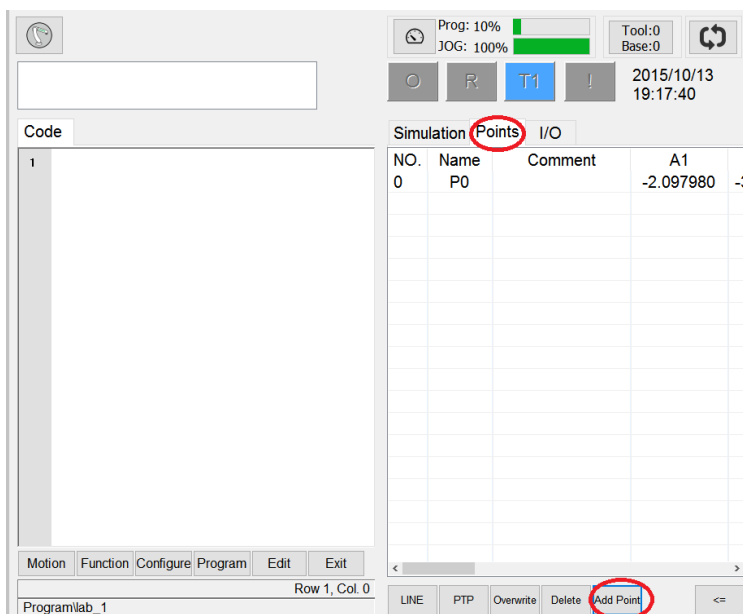 Prog: 10%
JOG: 100%
Tool:0
Base:0
O R T1 !
2015/10/13
19:17:40
Code
Simulation Points I/O
1
NO. Name Comment A1
0 P0 -2.097980
Motion Function Configure Program Edit Exit
Row 1, Col. 0
LINE PTP Overwrite Delete Add Point <=
Program\lab_1